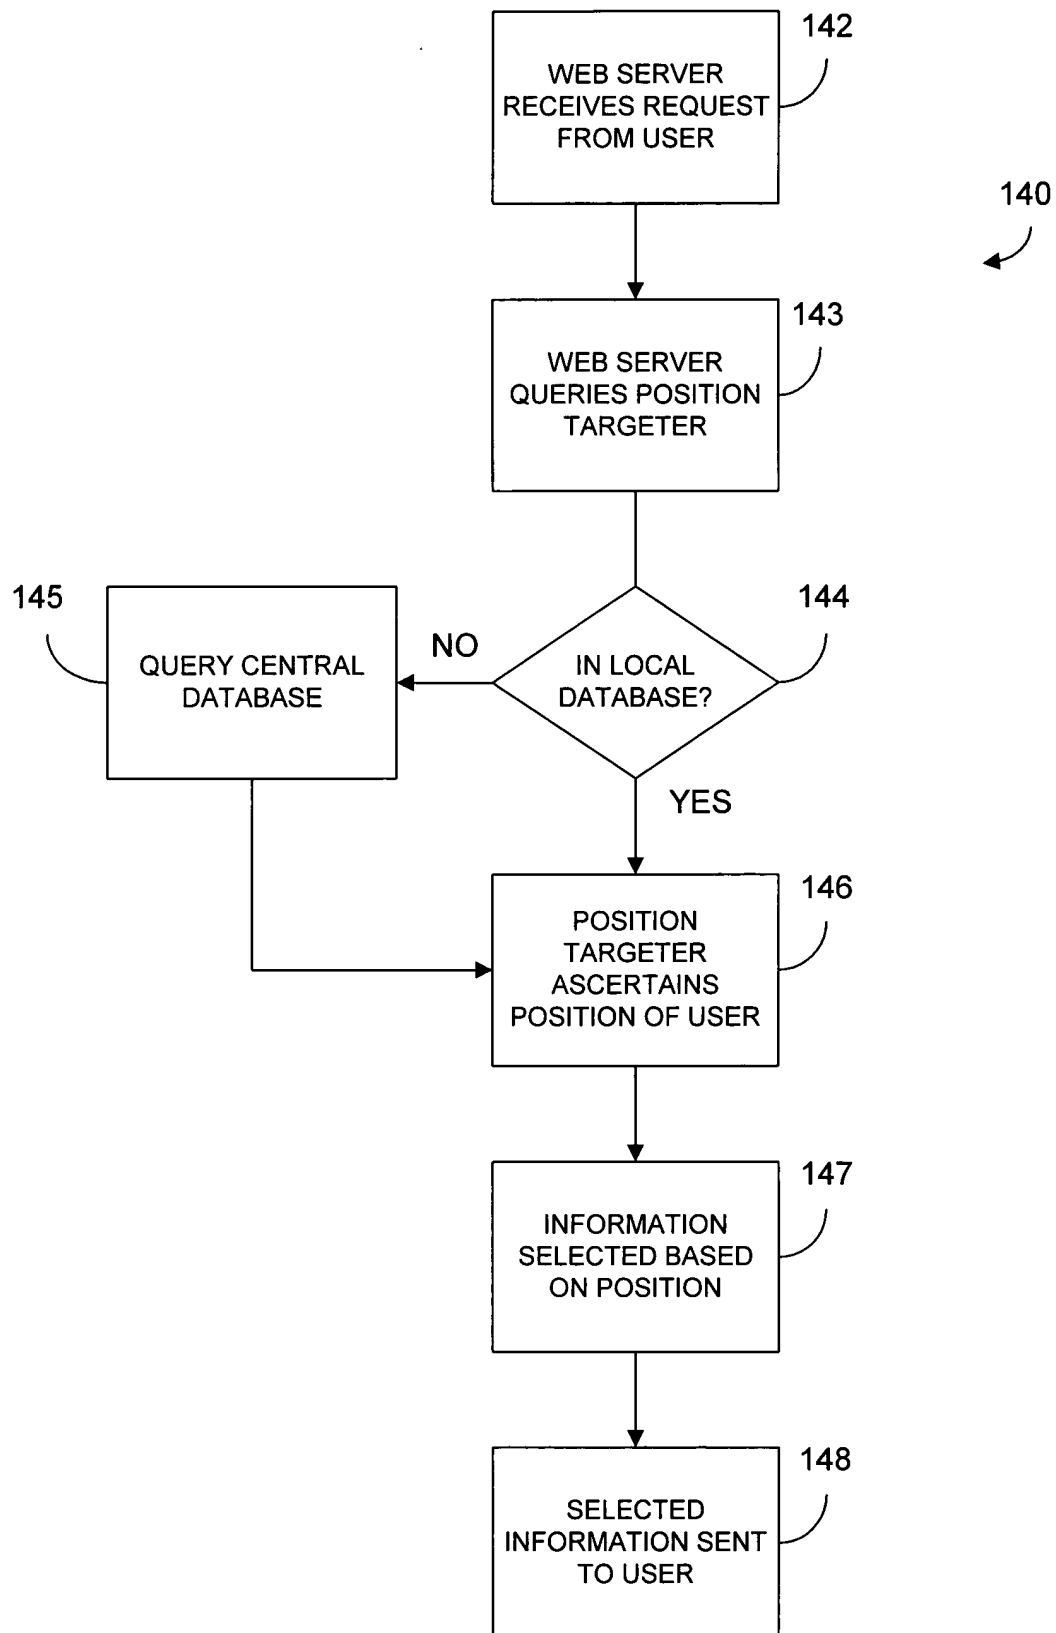 142
WEB SERVER
RECEIVES REQUEST
FROM USER
140
143
WEB SERVER
QUERIES POSITION
TARGETER
145
QUERY CENTRAL
DATABASE
NO
144
IN LOCAL
DATABASE?
YES
146
POSITION
TARGETER
ASCERTAINS
POSITION OF USER
147
INFORMATION
SELECTED BASED
ON POSITION
148
SELECTED
INFORMATION SENT
TO USER